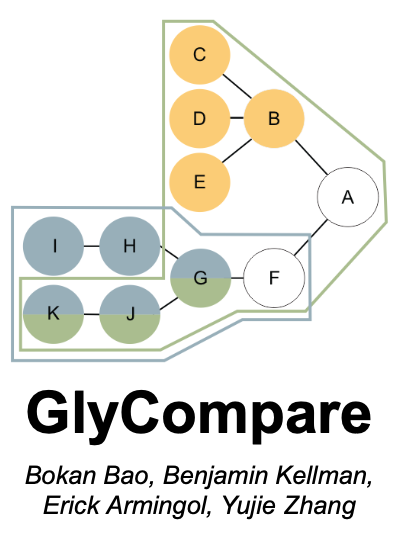 C
D
B
E
A
I
H
G
F
K
J
GlyCompare
Bokan Bao, Benjamin Kellman,
Erick Armingol, Yujie Zhang